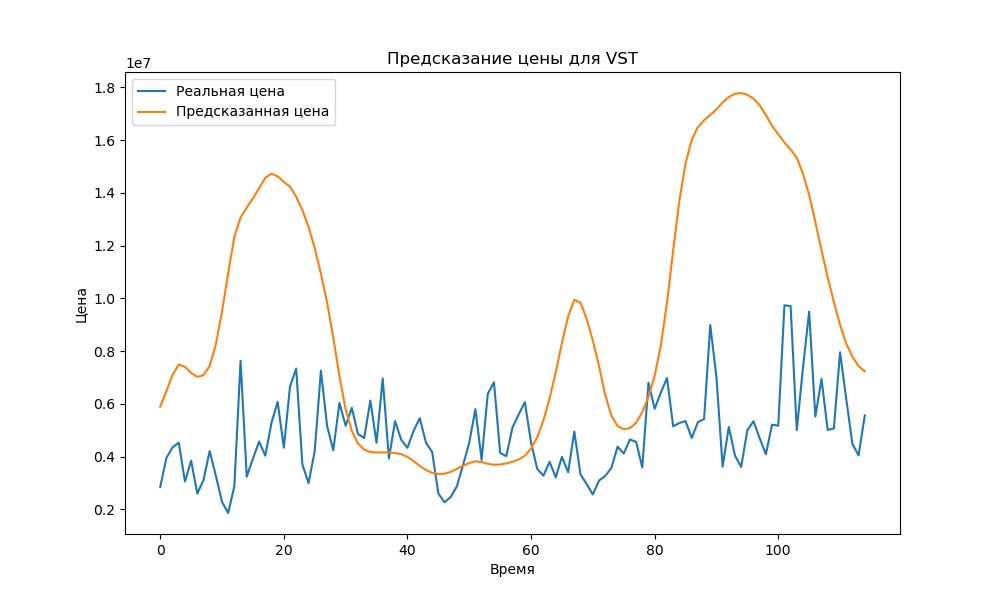 Предсказание цены для VST
1e7
Реальная цена
Предсказанная цена
1.8
1.6
1.4
1.2
1.0
0.8
0.6
0.4
0.2
Цена
0 20 40 60 80 100
Время